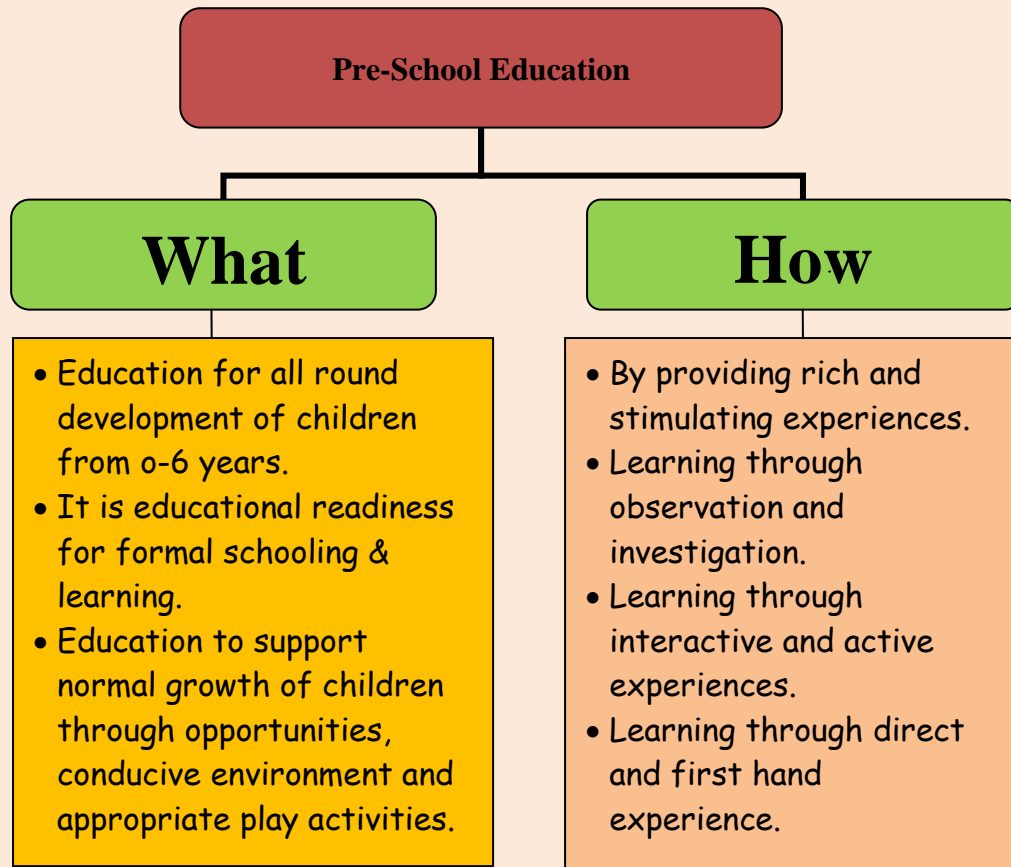 Pre-School Education
What
• Education for all round
development of children
from o-6 years.
• It is educational readiness
for formal schooling &
learning.
• Education to support
normal growth of children
through opportunities,
conducive environment and
appropriate play activities.
How
• By providing rich and
stimulating experiences.
• Learning through
observation and
investigation.
• Learning through
interactive and active
experiences.
• Learning through direct
and first hand
experience.